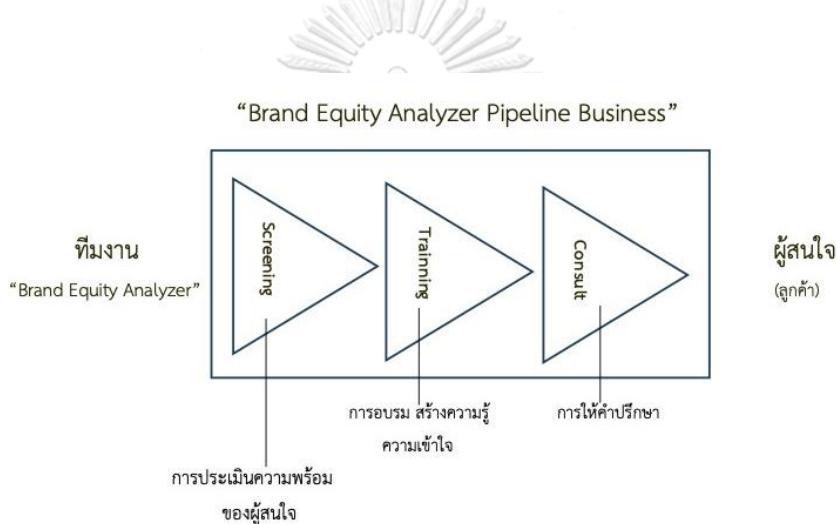 “Brand Equity Analyzer Pipeline Business”
ทีมงาน
“Brand Equity Analyzer”
Screening
Trainning
Consult
ผู้สนใจ
(ลูกค้า)
การอบรม สร้างความรู้
ความเข้าใจ
การให้คำปรึกษา
การประเมินความพร้อม
ของผู้สนใจ